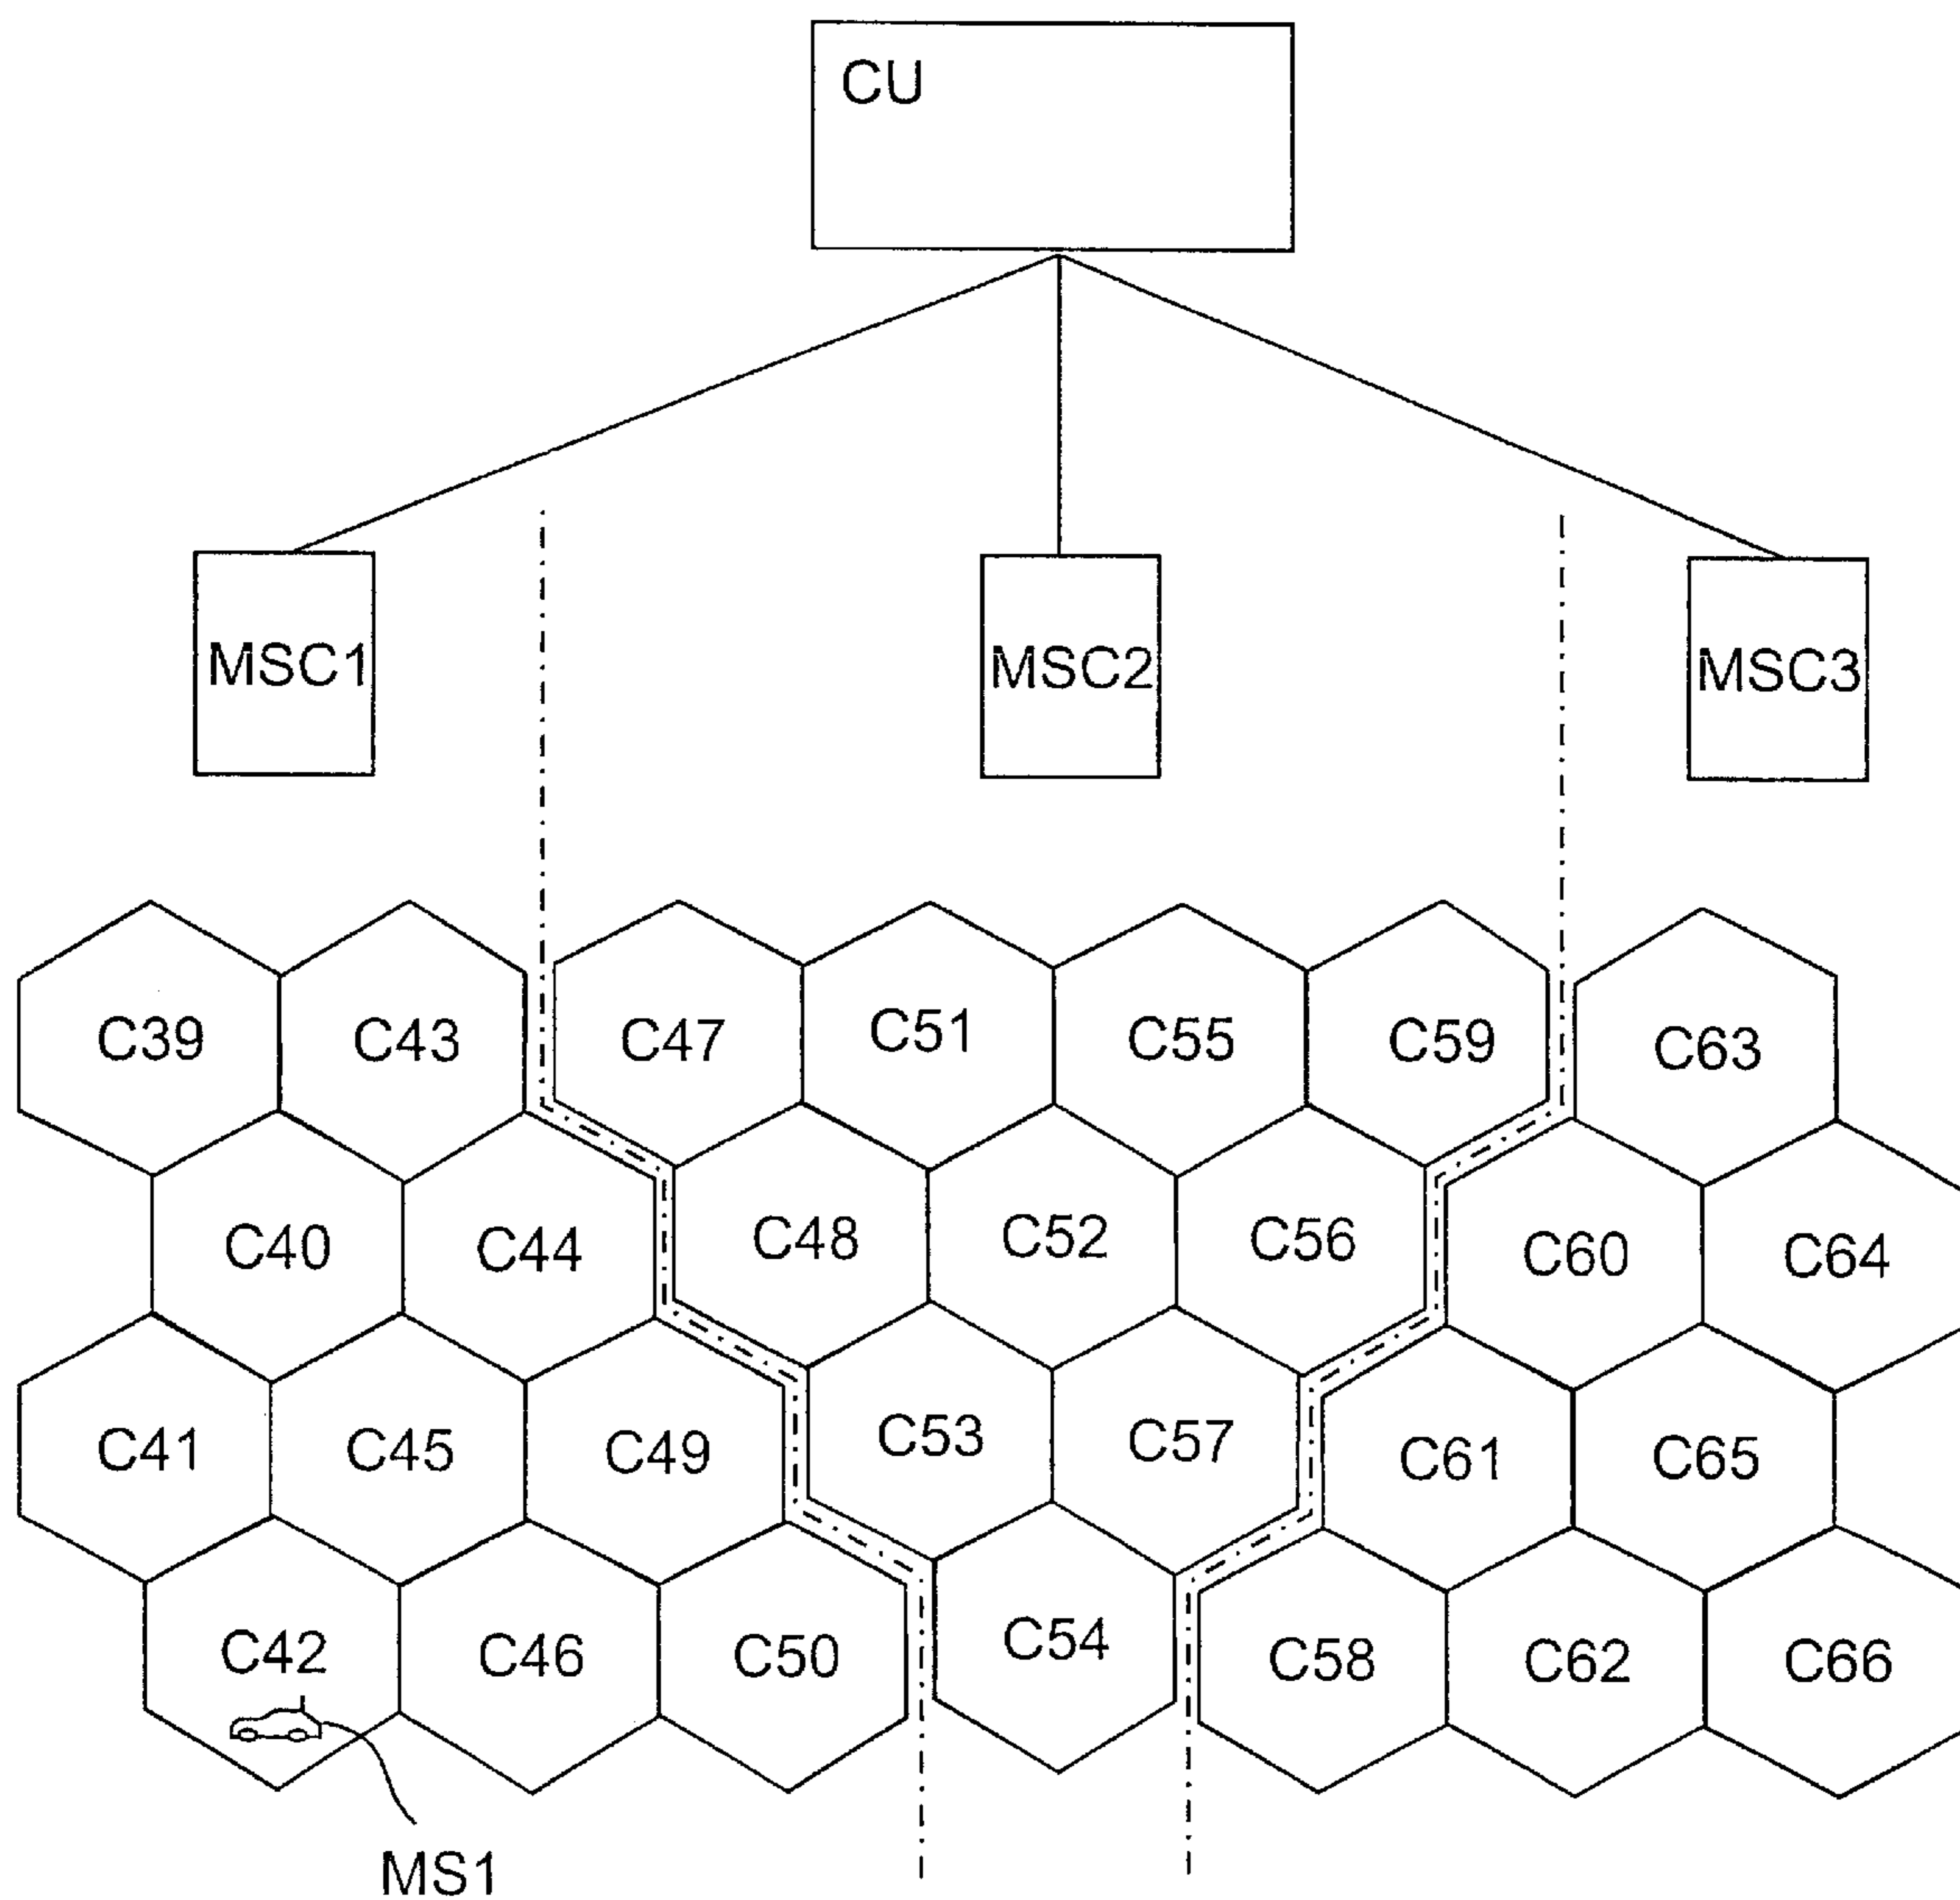 CU
MSC1 MSC2 MSC3
C39 C43 C47 C51 C55 C59 C63
C40 C44 C48 C52 C56 C60 C64
C41 C45 C49 C53 C57 C61 C65
C42 C46 C50 C54 C58 C62 C66
MS1